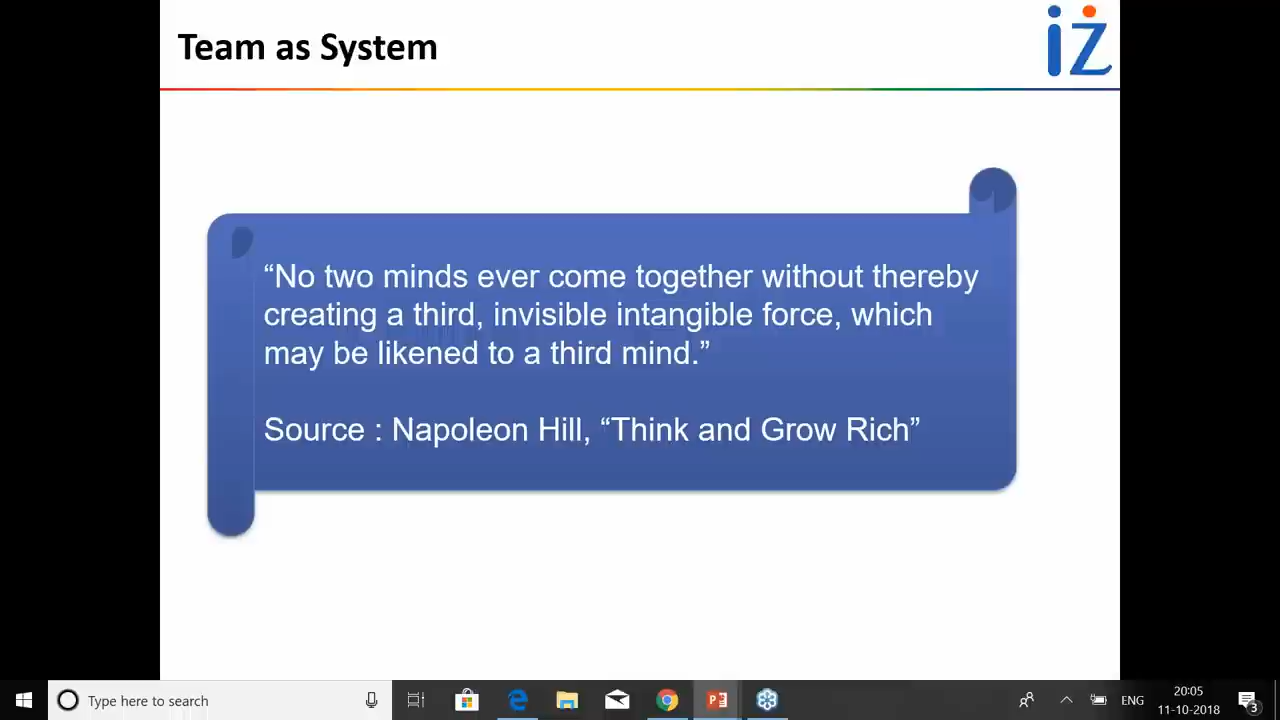 Team as System
iz
“No two minds ever come together without thereby
creating a third, invisible intangible force, which
may be likened to a third mind.”
Source : Napoleon Hill, “Think and Grow Rich”
Type here to search
ENG
20:05
11-10-2018
3